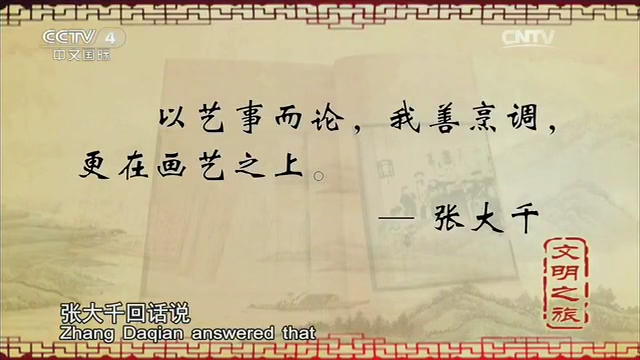 CCTV 4
中文国际
CNTV
以艺事而论，我善烹调，
更在画艺之上。
— 张大千
文明之旅
张大千回话说
Zhang Daqian answered that